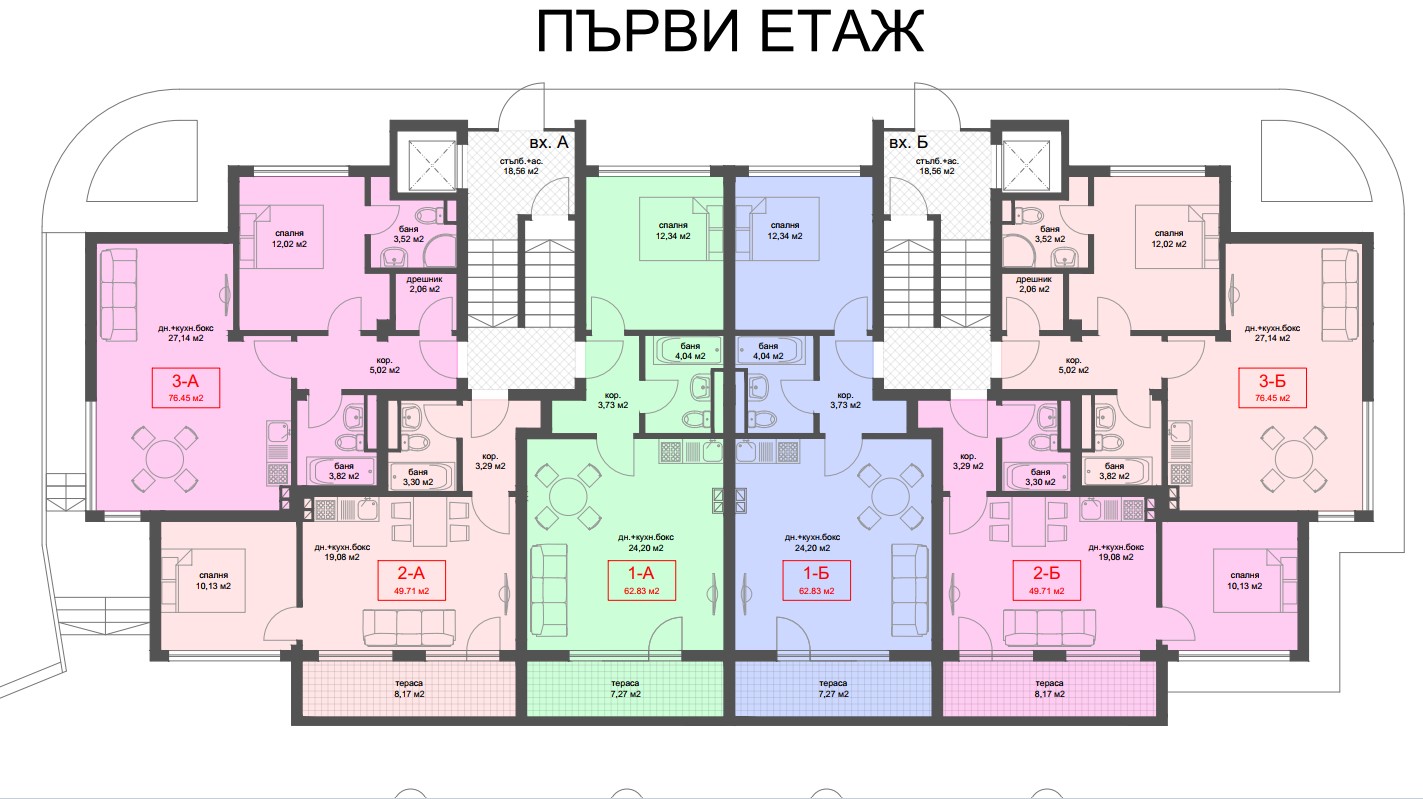 ПЪРВИ ЕТАЖ
вх. А
стълб.+ас.
18,56 м2
вх. Б
стълб.+ас.
18,56 м2
спалня
12,02 м2
баня
3,52 м2
дрешник
2,06 м2
дн.+кухн.бокс
27,14 м2
кор.
5,02 м2
3-А
76.45 м2
баня
3,82 м2
спалня
12,34 м2
баня
4,04 м2
кор.
3,73 м2
спалня
12,34 м2
баня
4,04 м2
кор.
3,73 м2
баня
3,52 м2
спалня
12,02 м2
дрешник
2,06 м2
кор.
5,02 м2
дн.+кухн.бокс
27,14 м2
3-Б
76.45 м2
баня
3,82 м2
баня
3,30 м2
кор.
3,29 м2
дн.+кухн.бокс
19,08 м2
спалня
10,13 м2
2-А
49.71 м2
тераса
8,17 м2
дн.+кухн.бокс
24,20 м2
1-А
62.83 м2
тераса
7,27 м2
дн.+кухн.бокс
24,20 м2
1-Б
62.83 м2
тераса
7,27 м2
кор.
3,29 м2
баня
3,30 м2
дн.+кухн.бокс
19,08 м2
2-Б
49.71 м2
спалня
10,13 м2
тераса
8,17 м2